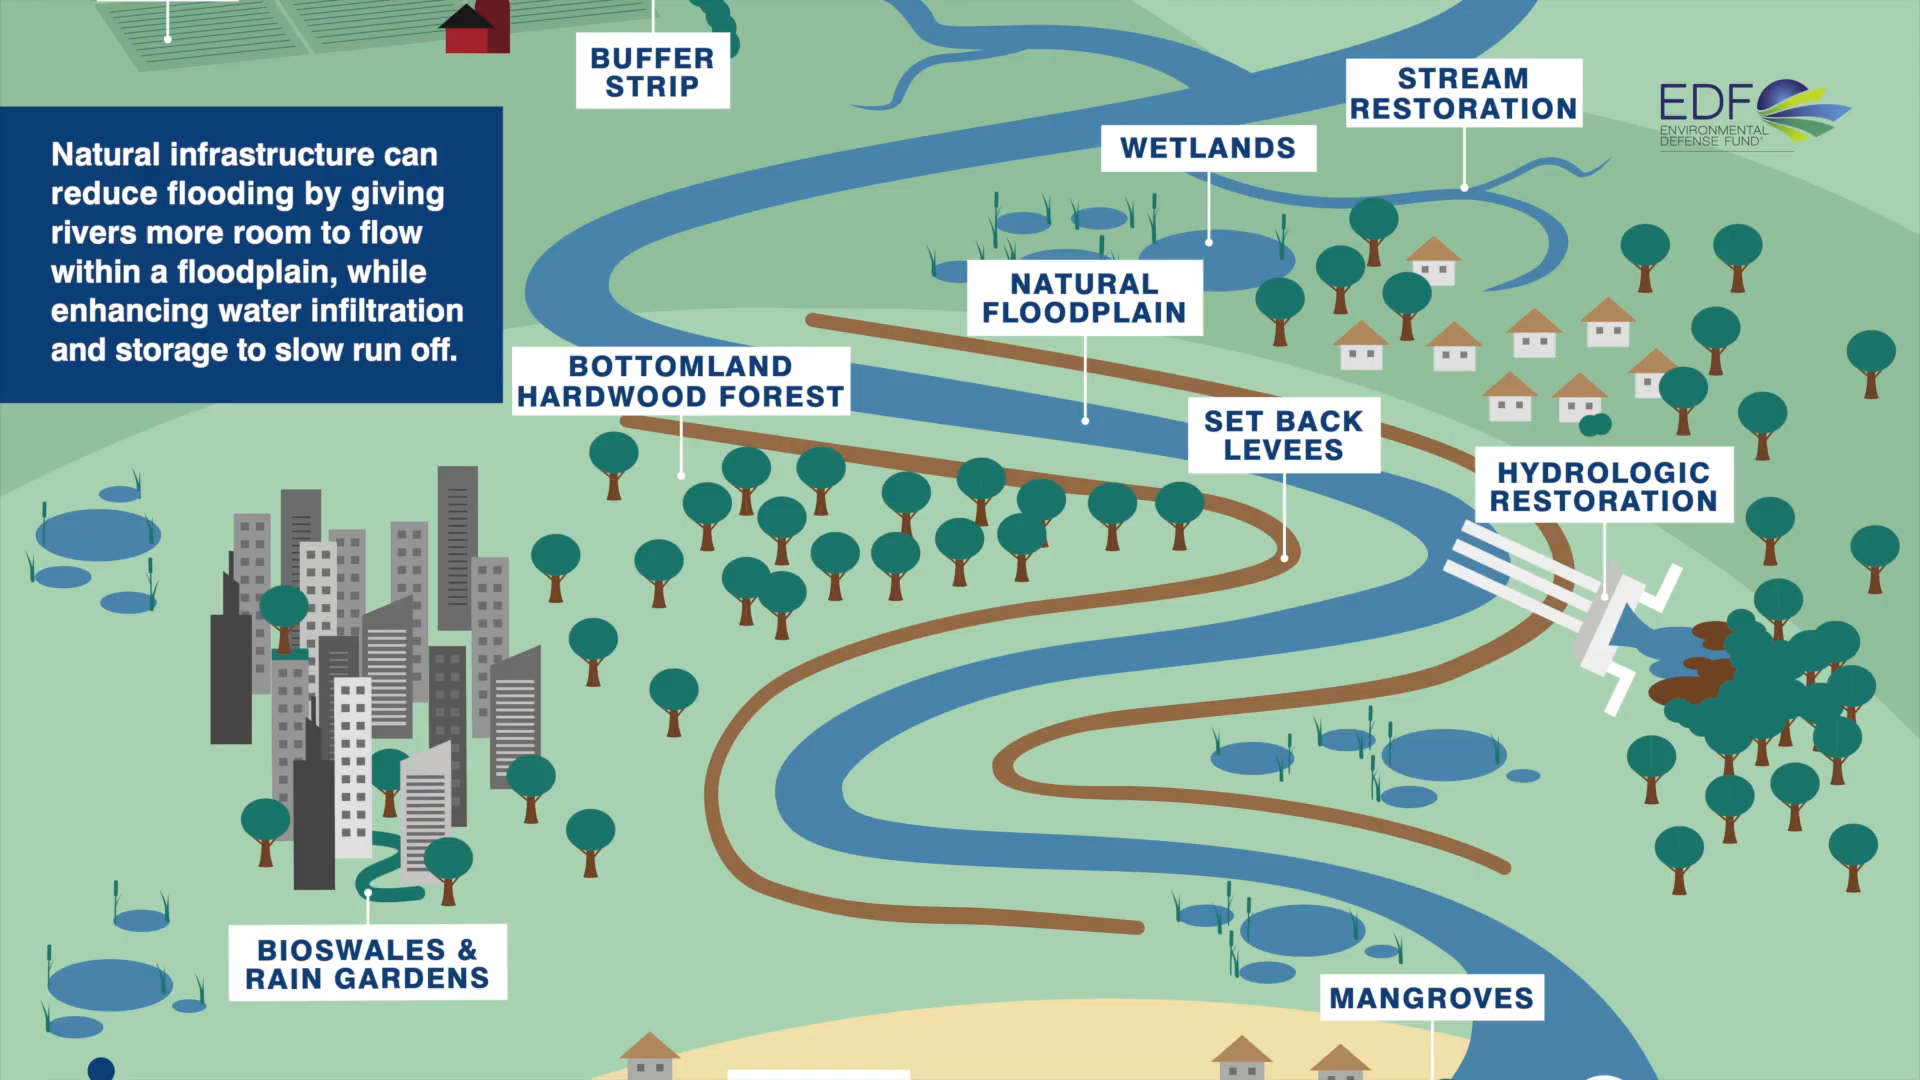 BUFFER
STRIP
STREAM
RESTORATION
EDF
ENVIRONMENTAL
DEFENSE FUND®
WETLANDS
Natural infrastructure can
reduce flooding by giving
rivers more room to flow
within a floodplain, while
enhancing water infiltration
and storage to slow run off.
NATURAL
FLOODPLAIN
BOTTOMLAND
HARDWOOD FOREST
SET BACK
LEVEES
HYDROLOGIC
RESTORATION
BIOSWALES &
RAIN GARDENS
MANGROVES